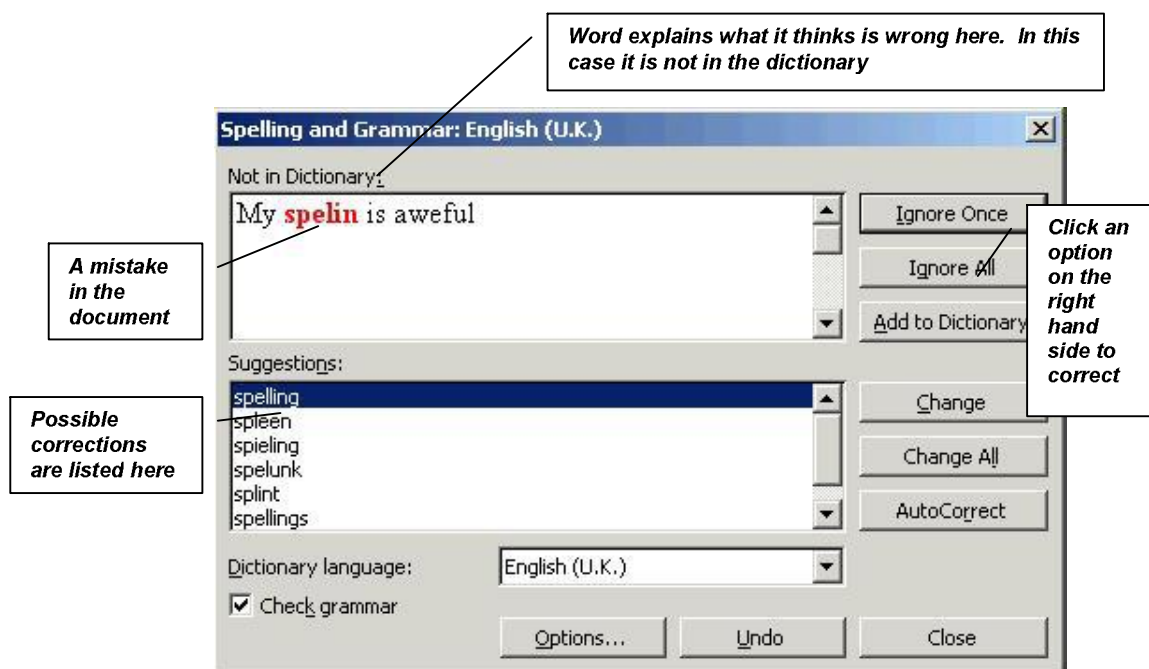 Word explains what it thinks is wrong here.  In this
case it is not in the dictionary
Spelling and Grammar: English (U.K.)
Not in Dictionary:
My spelin is aweful
Ignore Once
Ignore All
Add to Dictionary
A mistake
in the
document
Click an
option
on the
right
hand
side to
correct
Suggestions:
spelling
spleen
spieling
spelunk
splint
spellings
Possible
corrections
are listed here
Change
Change All
AutoCorrect
Dictionary language:
English (U.K.)
Check grammar
Options...
Undo
Close